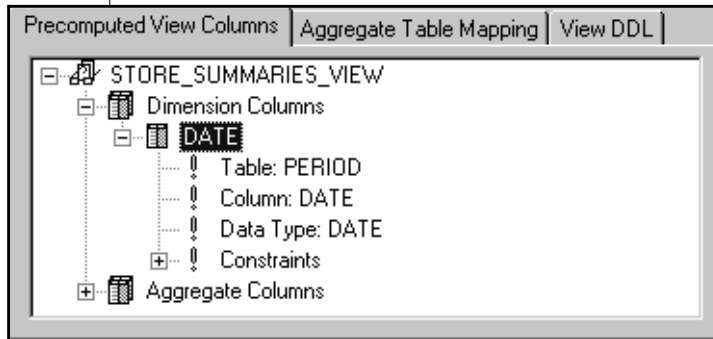 Precomputed View Columns Aggregate Table Mapping View DDL
STORE_SUMMARIES_VIEW
Dimension Columns
DATE
Table: PERIOD
Column: DATE
Data Type: DATE
Constraints
Aggregate Columns